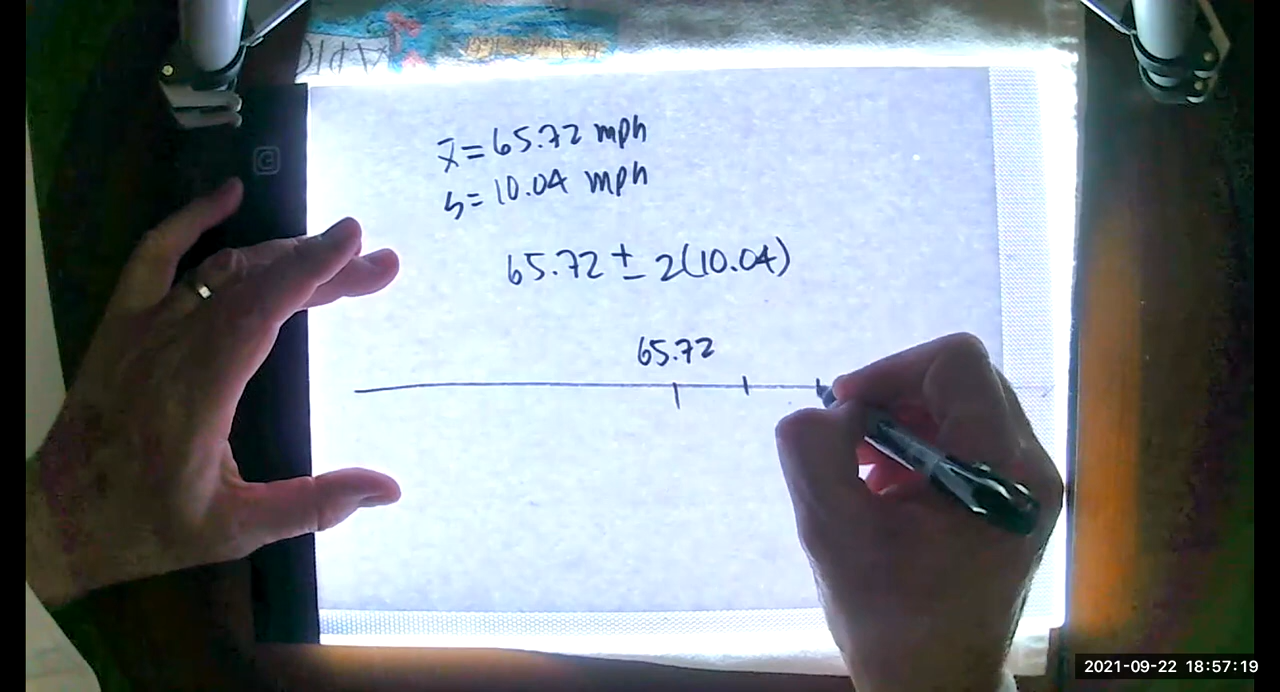 x̄ = 65.72 mph
s = 10.04 mph
65.72 ± 2(10.04)
65.72
2021-09-22 18:57:19